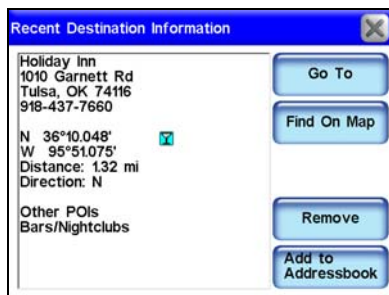 Recent Destination Information
Holiday Inn
1010 Garnett Rd
Tulsa, OK 74116
918-437-7660
N 36°10.048'
W 95°51.075'
Distance: 1.32 mi
Direction: N
Other POIs
Bars/Nightclubs
Go To
Find On Map
Remove
Add to
Addressbook